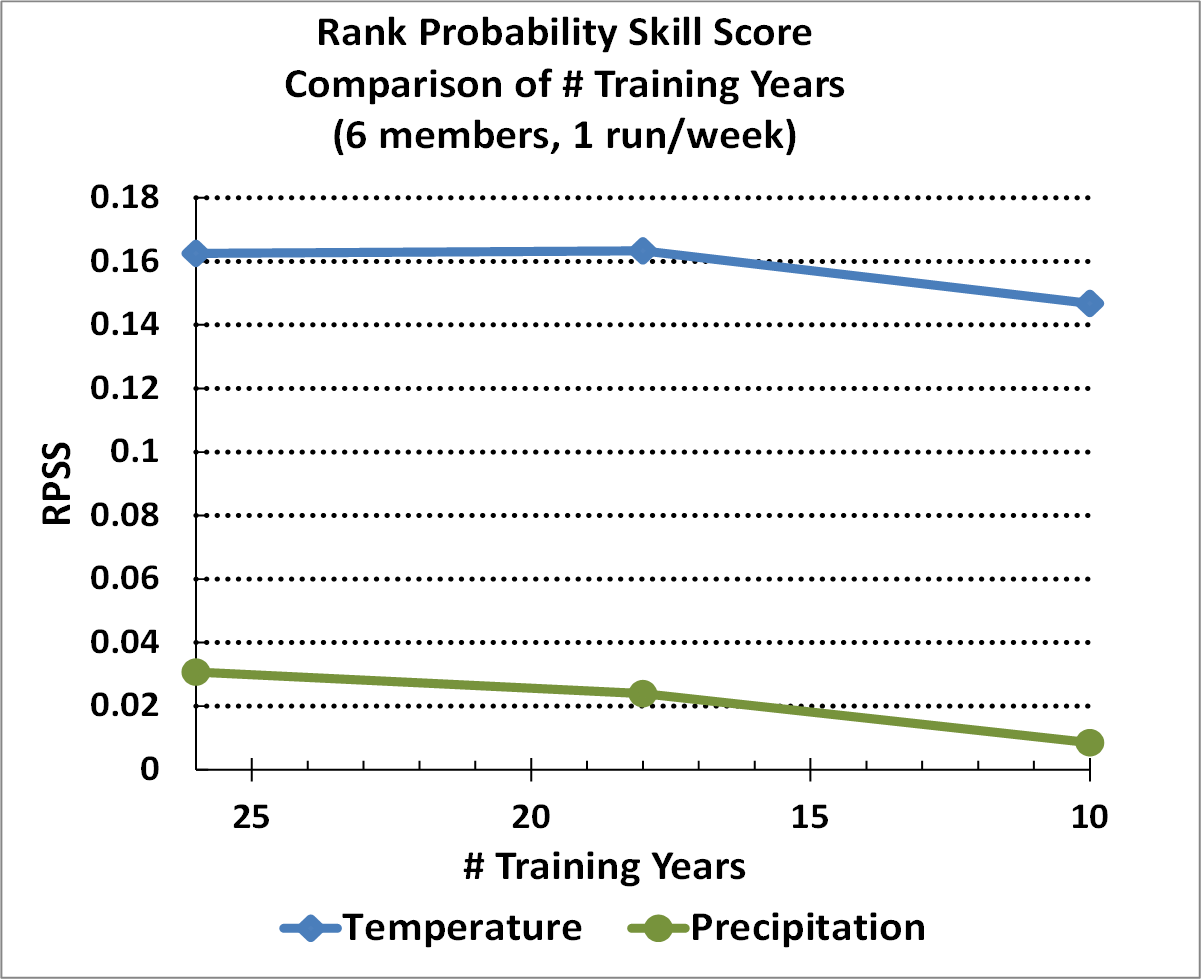 Rank Probability Skill Score
Comparison of # Training Years
(6 members, 1 run/week)
0.18
0.16
0.14
0.12
0.1
0.08
0.06
0.04
0.02
0
RPSS
25 20 15 10
# Training Years
Temperature Precipitation